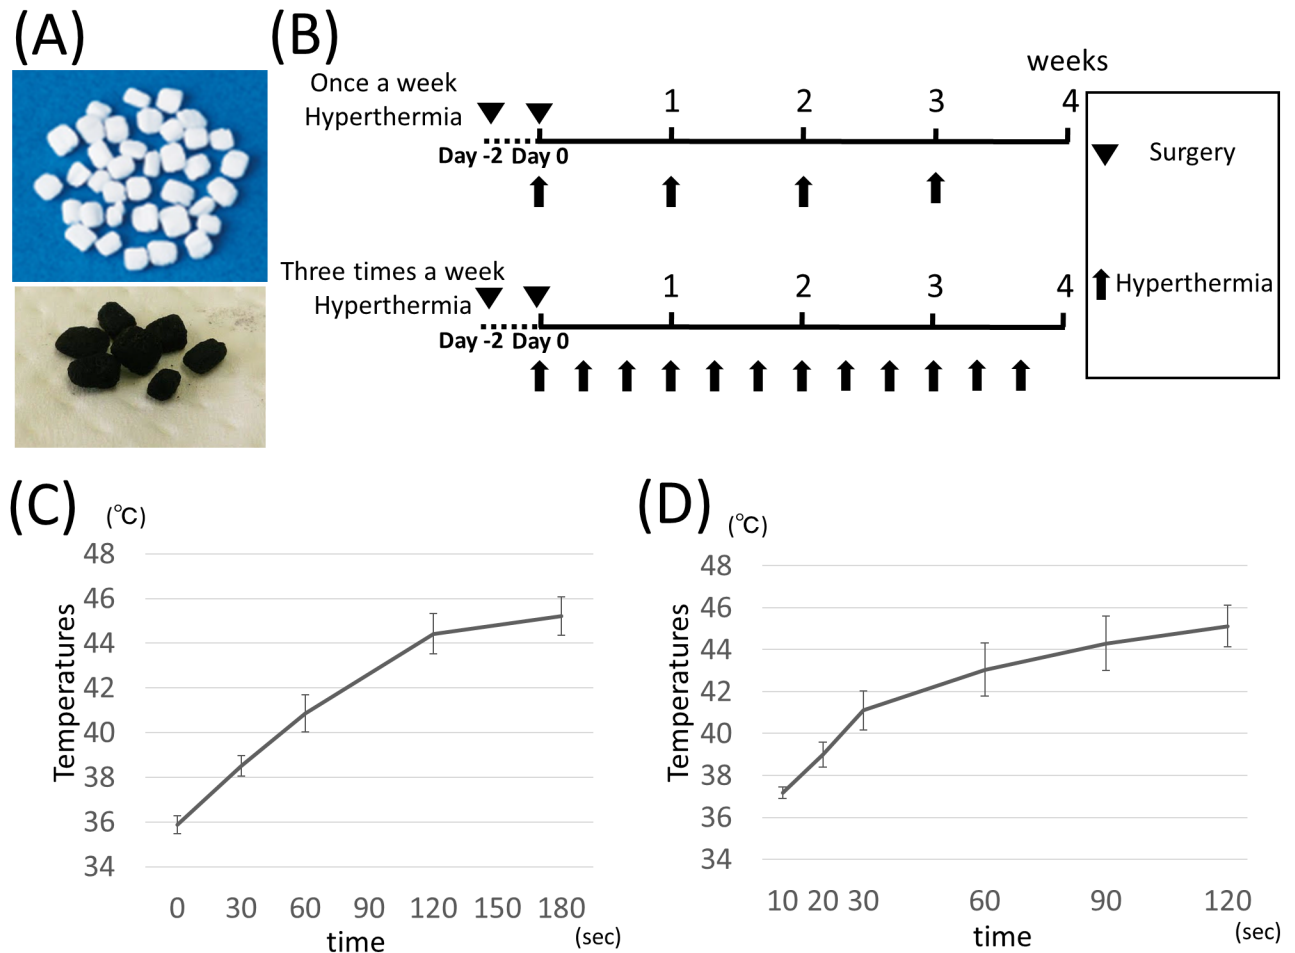 (A)
(B)
weeks
Once a week
Hyperthermia
1 2 3 4
Day -2 Day 0
Surgery
Three times a week
Hyperthermia
1 2 3 4
Day -2 Day 0
Hyperthermia
(C)
(℃)
Temperatures
48
46
44
42
40
38
36
34
0 30 60 90 120 150 180
time
(sec)
(D)
(℃)
Temperatures
48
46
44
42
40
38
36
34
10 20 30 60 90 120
time
(sec)